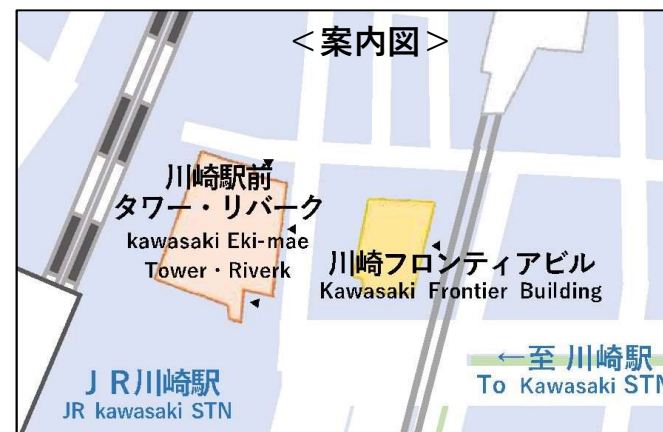 ＜案内図＞
川崎駅前
タワー・リバーク
kawasaki Eki-mae
Tower・Riverk
川崎フロンティアビル
Kawasaki Frontier Building
ＪＲ川崎駅
JR kawasaki STN
←至 川崎駅
To Kawasaki STN